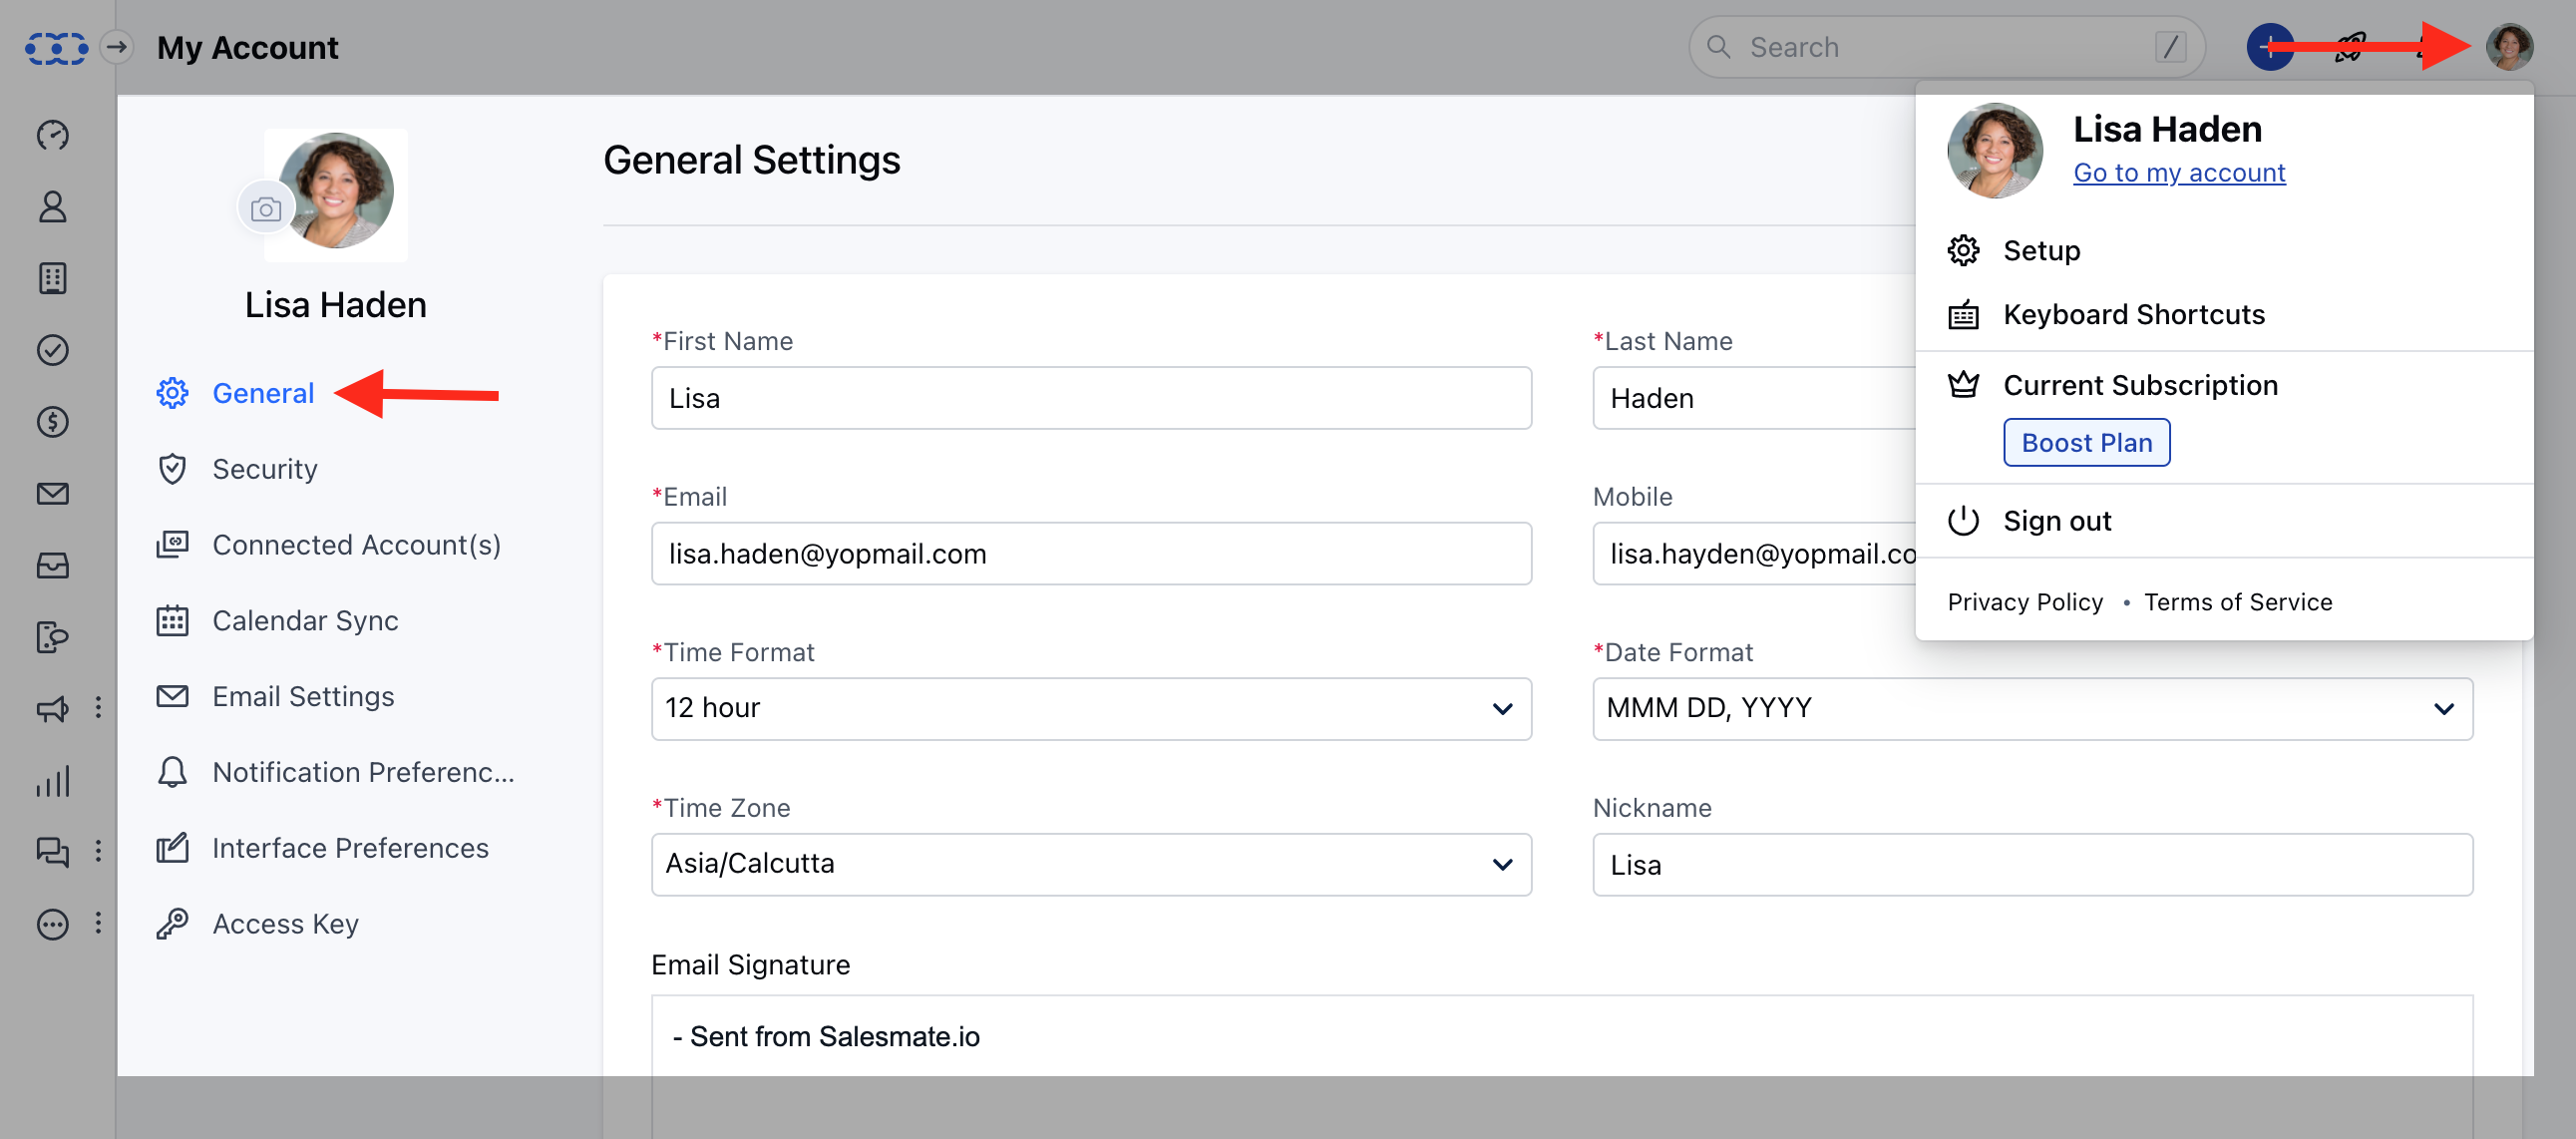 My Account
Search
/
Lisa Haden
General
Security
Connected Account(s)
Calendar Sync
Email Settings
Notification Preferenc...
Interface Preferences
Access Key
General Settings
*First Name
Lisa
*Last Name
Haden
*Email
lisa.haden@yopmail.com
Mobile
lisa.hayden@yopmail.co
*Time Format
12 hour
*Date Format
MMM DD, YYYY
*Time Zone
Asia/Calcutta
Nickname
Lisa
Email Signature
- Sent from Salesmate.io
Lisa Haden
Go to my account
Setup
Keyboard Shortcuts
Current Subscription
Boost Plan
Sign out
Privacy Policy • Terms of Service